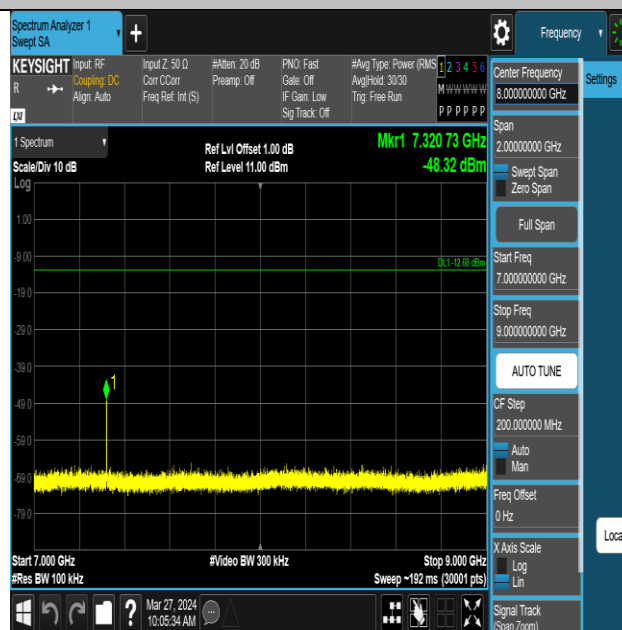 Spectrum Analyzer 1
Swept SA
+
Frequency
KEYSIGHT
R
LXI
Input: RF
Coupling: DC
Align: Auto
Input Z: 50 Ω
Corr CCorr
Freq Ref: Int (S)
#Atten: 20 dB
Preamp: Off
PNO: Fast
Gate: Off
IF Gain: Low
Sig Track: Off
#Avg Type: Power (RMS
Avg|Hold: 30/30
Trig: Free Run
1 2 3 4 5 6
M W W W W W
P P P P P P
1 Spectrum
Scale/Div 10 dB
Log
Ref Lvl Offset 1.00 dB
Ref Level 11.00 dBm
Mkr1 7.320 73 GHz
-48.32 dBm
1.00
-9.00
DL1 -12.68 dBm
-19.0
-29.0
-39.0
1
-49.0
-59.0
-69.0
-79.0
Start 7.000 GHz
#Res BW 100 kHz
#Video BW 300 kHz
Stop 9.000 GHz
Sweep ~192 ms (30001 pts)
?
Mar 27, 2024
10:05:34 AM
Center Frequency
8.000000000 GHz
Span
2.00000000 GHz
Swept Span
Zero Span
Full Span
Start Freq
7.000000000 GHz
Stop Freq
9.000000000 GHz
AUTO TUNE
CF Step
200.000000 MHz
Auto
Man
Freq Offset
0 Hz
X Axis Scale
Log
Lin
Signal Track
(Span Zoom)
Settings
Loca